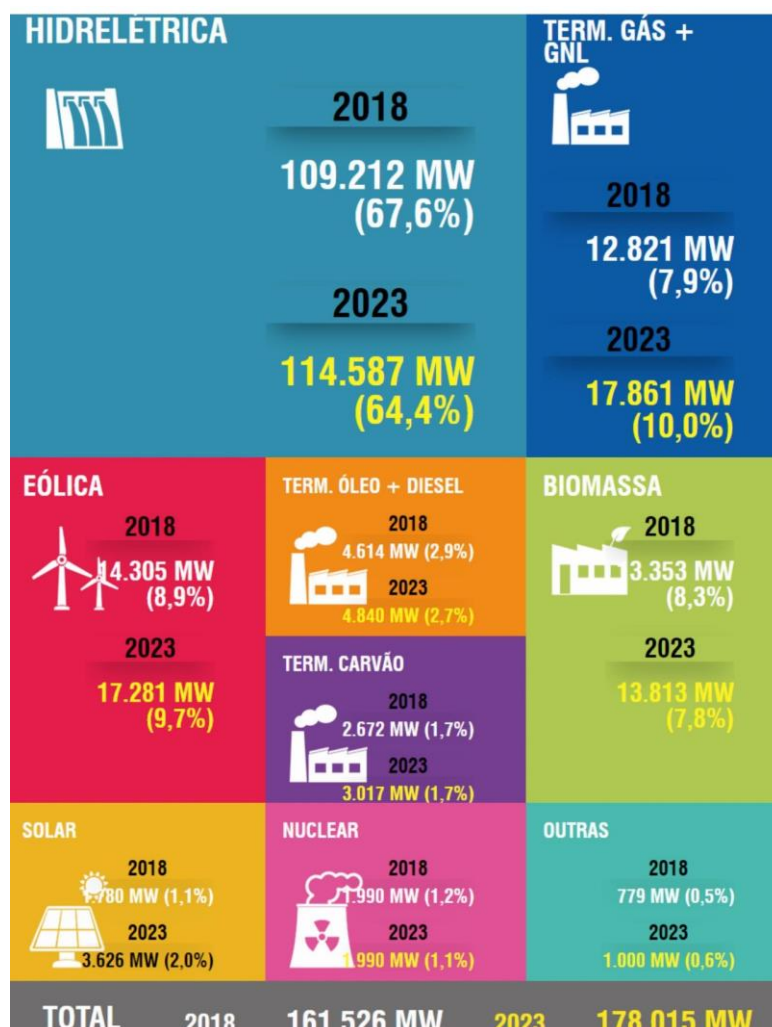 HIDRELÉTRICA
2018
109.212 MW
(67,6%)
2023
114.587 MW
(64,4%)
TERM. GÁS +
GNL
2018
12.821 MW
(7,9%)
2023
17.861 MW
(10,0%)
EÓLICA
2018
14.305 MW
(8,9%)
2023
17.281 MW
(9,7%)
TERM. ÓLEO + DIESEL
2018
4.614 MW (2,9%)
2023
4.840 MW (2,7%)
TERM. CARVÃO
2018
2.672 MW (1,7%)
2023
3.017 MW (1,7%)
BIOMASSA
2018
MW
(8,3%)
2023
13.813 MW
(7,8%)
SOLAR
2018
MW (1,1%)
2023
3.626 MW (2,0%)
NUCLEAR
2018
1.990 MW (1,2%)
2023
1.990 MW (1,1%)
OUTRAS
2018
779 MW (0,5%)
2023
1.000 MW (0,6%)
TOTAL 2018 161.526 MW 2023 178.015 MW